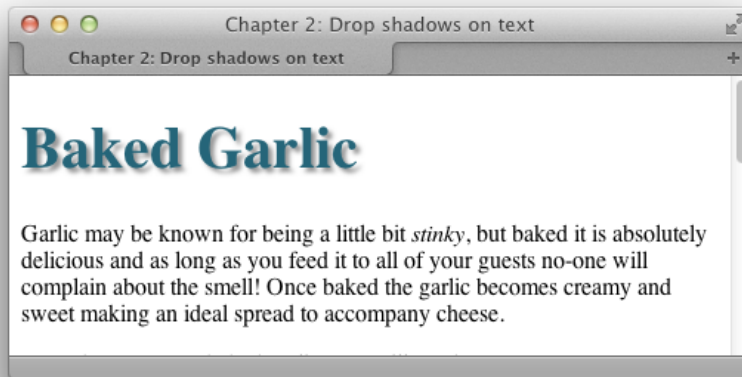 Chapter 2: Drop shadows on text
Chapter 2: Drop shadows on text
+
Baked Garlic
Garlic may be known for being a little bit stinky, but baked it is absolutely
delicious and as long as you feed it to all of your guests no-one will
complain about the smell! Once baked the garlic becomes creamy and
sweet making an ideal spread to accompany cheese.